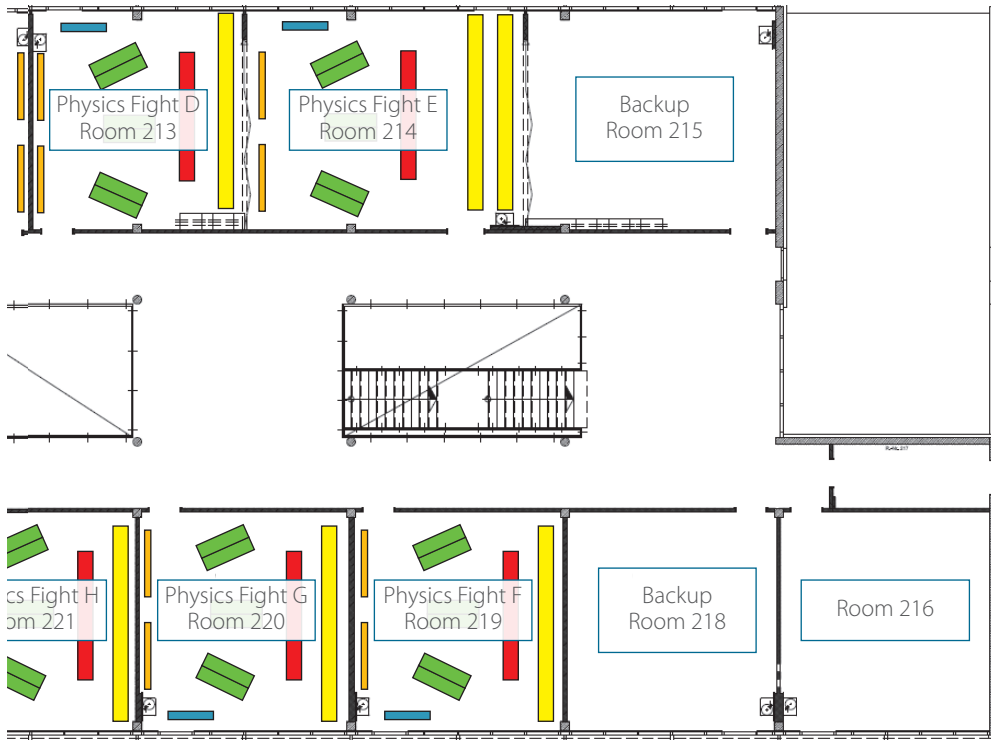 Physics Fight D
Room 213
Physics Fight E
Room 214
Backup
Room 215
cs Fight H
om 221
Physics Fight G
Room 220
Physics Fight F
Room 219
Backup
Room 218
Room 216